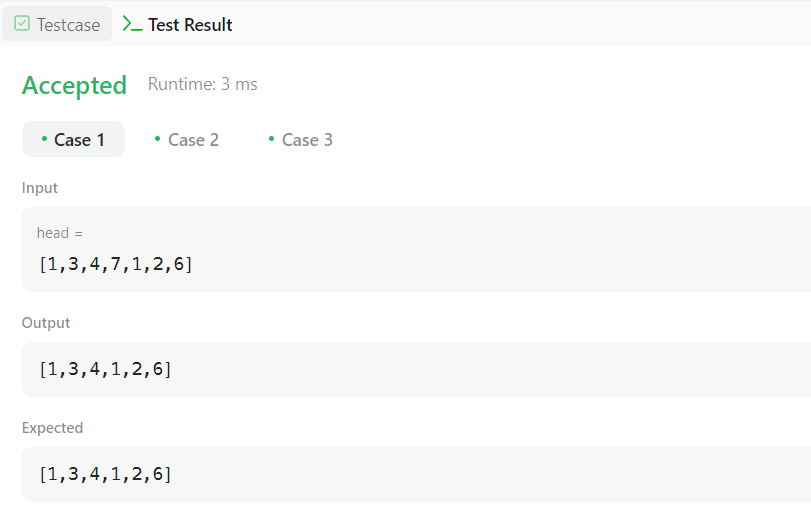 Testcase
Test Result
Accepted
Runtime: 3 ms
Case 1
Case 2
Case 3
Input
head =
[1,3,4,7,1,2,6]
Output
[1,3,4,1,2,6]
Expected
[1,3,4,1,2,6]